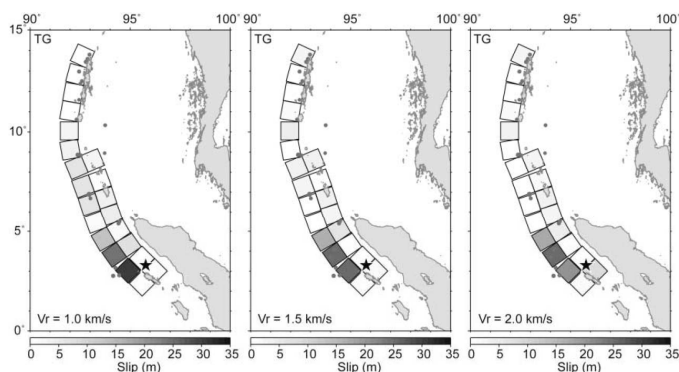 90° 95° 100° 90° 95° 100° 90° 95° 100°
15° TG TG TG
10°
5°
0° Vr = 1.0 km/s Vr = 1.5 km/s Vr = 2.0 km/s
0 5 10 15 20 25 30 35 0 5 10 15 20 25 30 35 0 5 10 15 20 25 30 35
Slip (m) Slip (m) Slip (m)